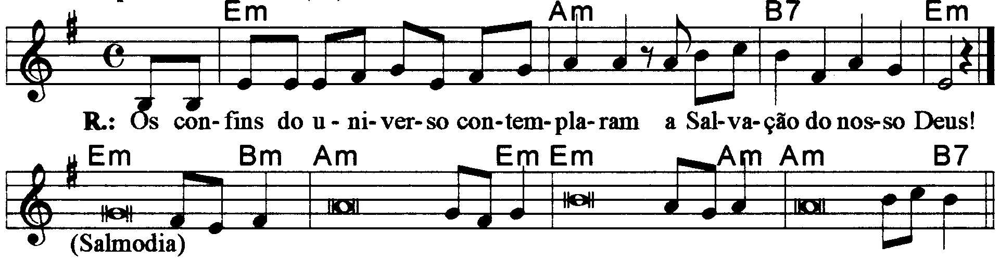 Em Am B7 Em
R.: Os con-fins do u-ni-ver-so con-tem-pla-ram a Sal-va-ção do nos-so Deus!
Em Bm Am Em Em Am Am B7
(Salmodia)